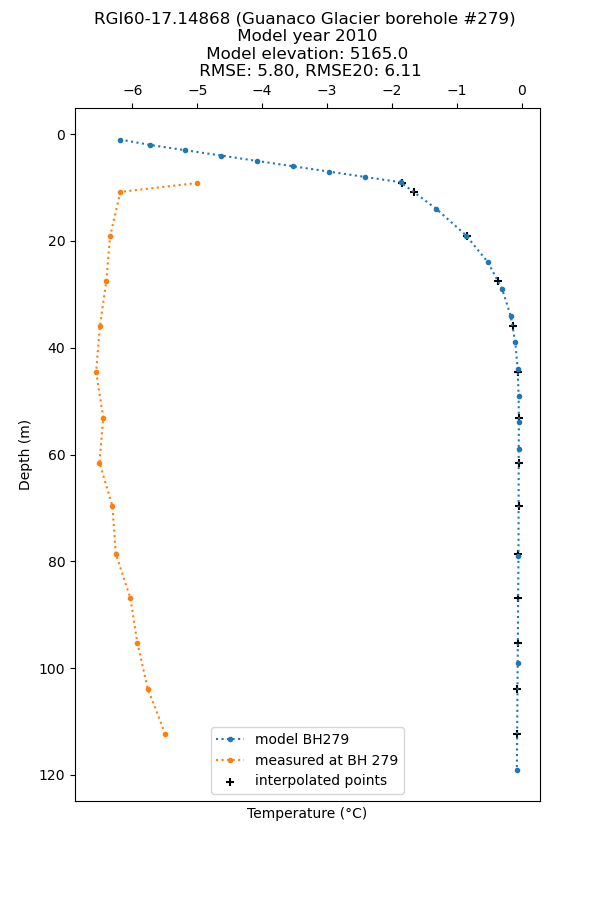 RGI60-17.14868 (Guanaco Glacier borehole #279)
Model year 2010
Model elevation: 5165.0
RMSE: 5.80, RMSE20: 6.11
−6 −5 −4 −3 −2 −1 0
0
20
40
60
80
100
120
Depth (m)
model BH279
measured at BH 279
interpolated points
Temperature (°C)